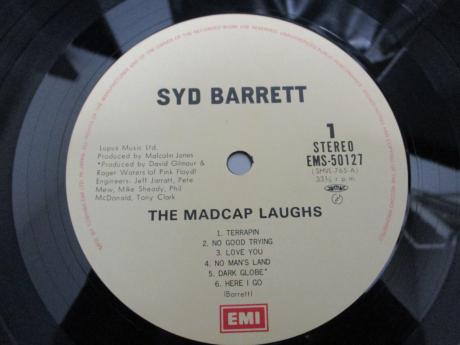 SYD BARRETT
Lupus Music Ltd.
Produced by Malcolm Jones
*Produced by David Gilmour &
Roger Waters (of Pink Floyd)
Engineers: Jeff Jarratt, Pete
Mew, Mike Sheady, Phil
McDonald, Tony Clark
1
STEREO
EMS-50127
(SHVL-765-A)
33⅓ r.p.m.
THE MADCAP LAUGHS
1. TERRAPIN
2. NO GOOD TRYING
3. LOVE YOU
4. NO MAN'S LAND
5. DARK GLOBE*
6. HERE I GO
(Barrett)
EMI